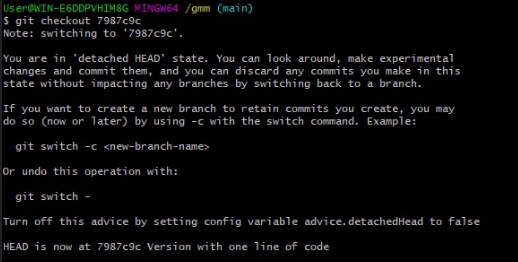 User@WIN-E6DDPVHIM8G MINGW64 /gmm (main)
$ git checkout 7987c9c
Note: switching to '7987c9c'.
You are in 'detached HEAD' state. You can look around, make experimental
changes and commit them, and you can discard any commits you make in this
state without impacting any branches by switching back to a branch.
If you want to create a new branch to retain commits you create, you may
do so (now or later) by using -c with the switch command. Example:
git switch -c <new-branch-name>
Or undo this operation with:
git switch -
Turn off this advice by setting config variable advice.detachedHead to false
HEAD is now at 7987c9c Version with one line of code